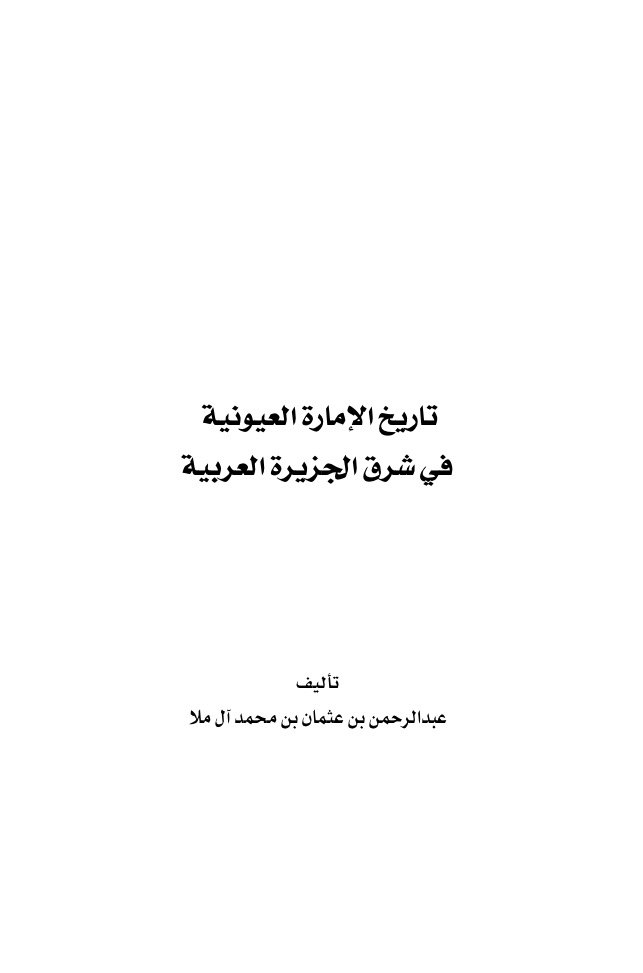 تاريخ الإمارة العيونية
في شرق الجزيرة العربية
تأليف
عبدالرحمن بن عثمان بن محمد آل ملا